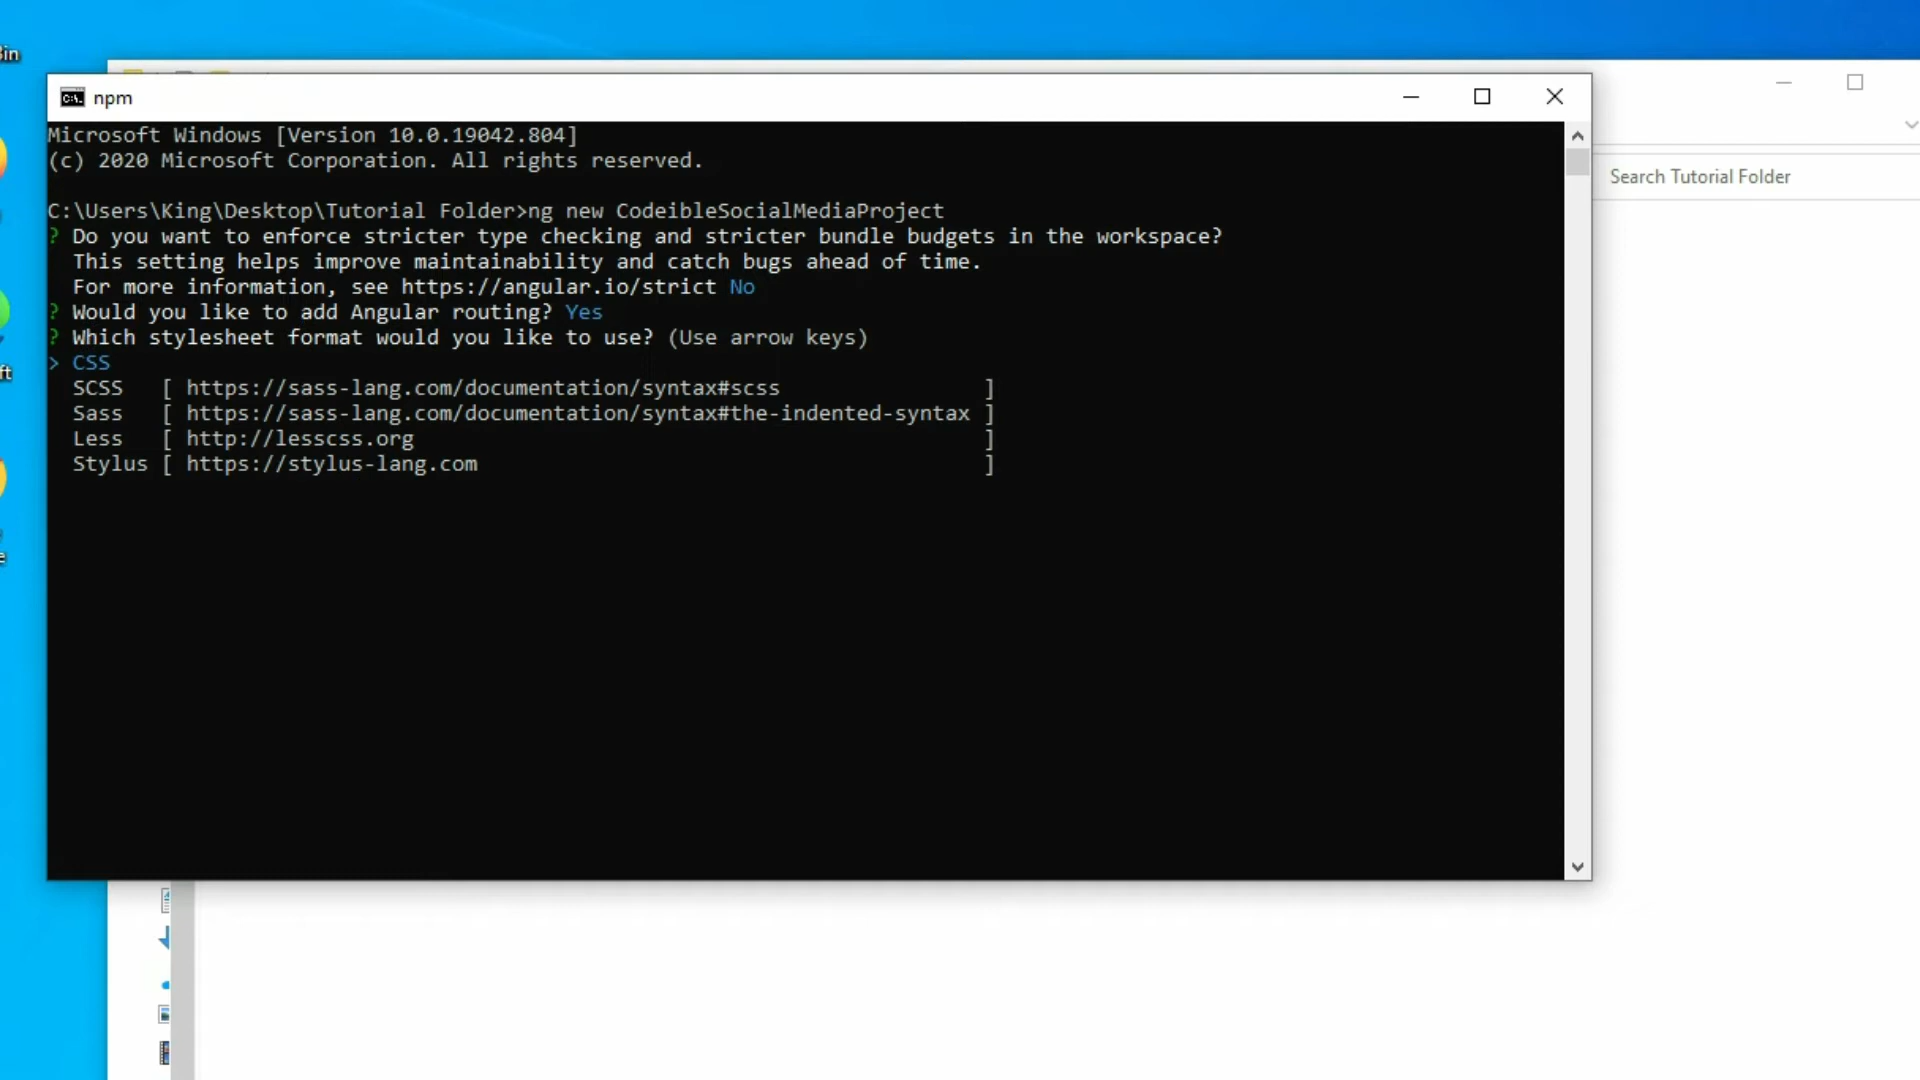 in
npm
Microsoft Windows [Version 10.0.19042.804]
(c) 2020 Microsoft Corporation. All rights reserved.
C:\Users\King\Desktop\Tutorial Folder>ng new CodeibleSocialMediaProject
? Do you want to enforce stricter type checking and stricter bundle budgets in the workspace?
This setting helps improve maintainability and catch bugs ahead of time.
For more information, see https://angular.io/strict No
? Would you like to add Angular routing? Yes
? Which stylesheet format would you like to use? (Use arrow keys)
> CSS
SCSS [ https://sass-lang.com/documentation/syntax#scss ]
Sass [ https://sass-lang.com/documentation/syntax#the-indented-syntax ]
Less [ http://lesscss.org ]
Stylus [ https://stylus-lang.com ]
Search Tutorial Folder
ft
e